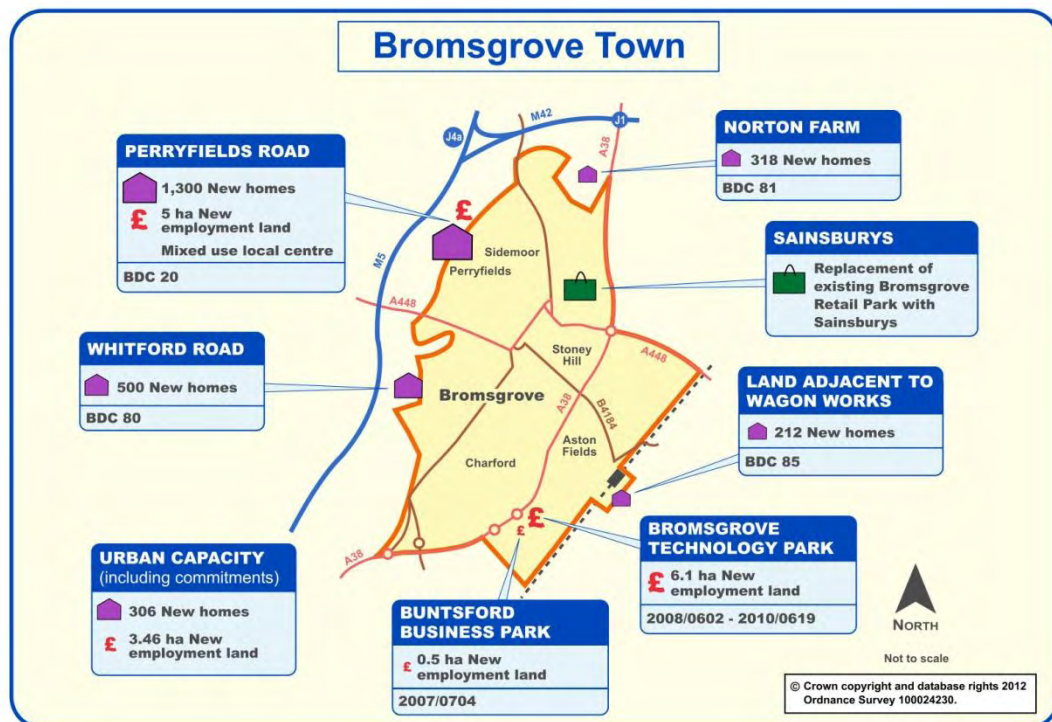 Bromsgrove Town
PERRYFIELDS ROAD
1,300 New homes
£
5 ha New
employment land
Mixed use local centre
BDC 20
WHITFORD ROAD
500 New homes
BDC 80
URBAN CAPACITY
(including commitments)
306 New homes
£
3.46 ha New
employment land
J4a
M42
J1
A38
£
M5
Sidemoor
Perryfields
A448
Stoney
Hill
A448
Bromsgrove
A38
B4184
Aston
Fields
Charford
£
£
A38
NORTON FARM
318 New homes
BDC 81
SAINSBURYS
Replacement of
existing Bromsgrove
Retail Park with
Sainsburys
LAND ADJACENT TO
WAGON WORKS
212 New homes
BDC 85
BROMSGROVE
TECHNOLOGY PARK
£
6.1 ha New
employment land
2008/0602 - 2010/0619
BUNTSFORD
BUSINESS PARK
£
0.5 ha New
employment land
2007/0704
NORTH
Not to scale
© Crown copyright and database rights 2012
Ordnance Survey 100024230.